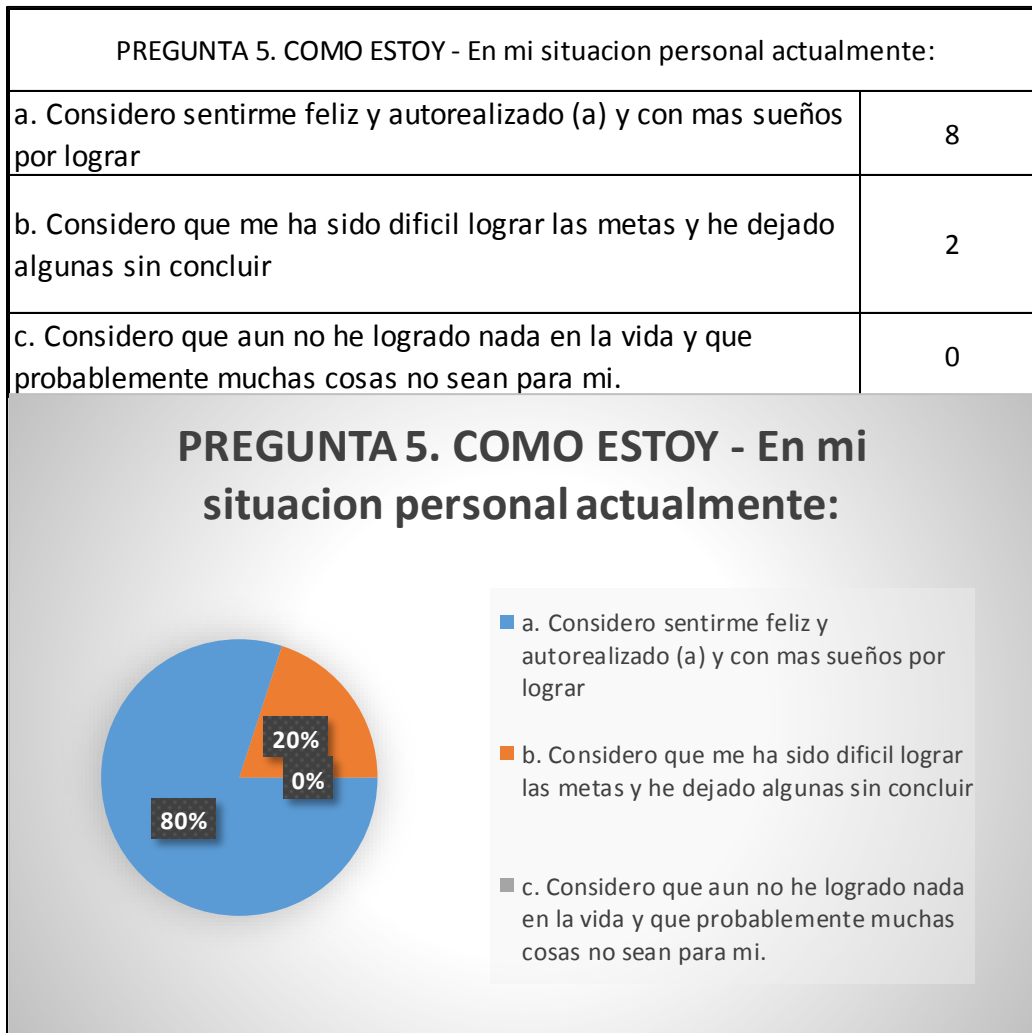 PREGUNTA 5. COMO ESTOY - En mi situacion personal actualmente:
a. Considero sentirme feliz y autorealizado (a) y con mas sueños
por lograr
8
b. Considero que me ha sido dificil lograr las metas y he dejado
algunas sin concluir
2
c. Considero que aun no he logrado nada en la vida y que
probablemente muchas cosas no sean para mi.
0
PREGUNTA 5. COMO ESTOY - En mi
situacion personal actualmente:
20%
0%
80%
a. Considero sentirme feliz y
autorealizado (a) y con mas sueños por
lograr
b. Considero que me ha sido dificil lograr
las metas y he dejado algunas sin concluir
c. Considero que aun no he logrado nada
en la vida y que probablemente muchas
cosas no sean para mi.